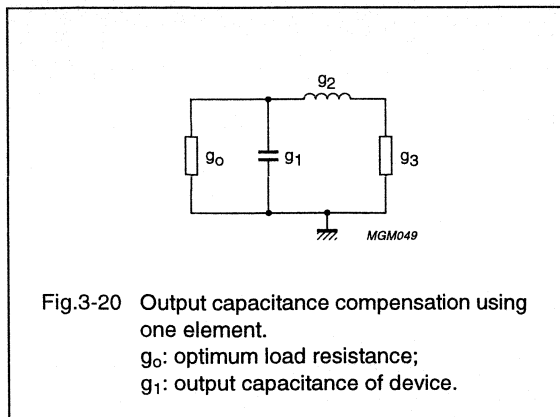 g2
go
g1
g3
MGM049
Fig.3-20 Output capacitance compensation using
one element.
go: optimum load resistance;
g1: output capacitance of device.